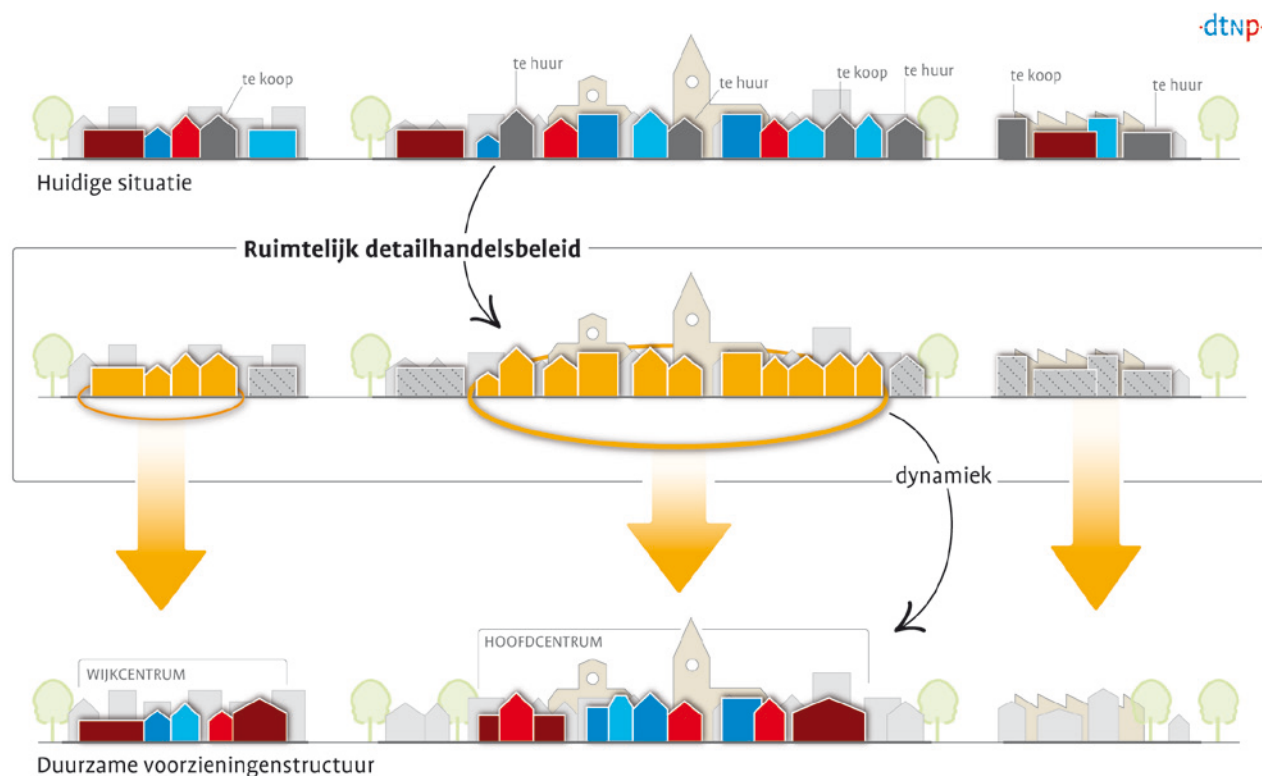 ·dtNp·
te koop
te huur
te huur
te koop
te huur
te koop
te huur
Huidige situatie
Ruimtelijk detailhandelsbeleid
dynamiek
WIJKCENTRUM
HOOFDCENTRUM
Duurzame voorzieningenstructuur